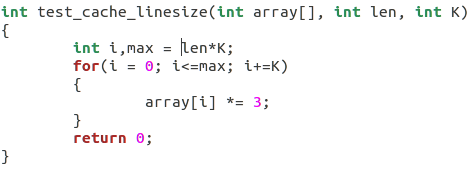 int test_cache_linesize(int array[], int len, int K)
{
        int i,max = len*K;
        for(i = 0; i<=max; i+=K)
        {
                array[i] *= 3;
        }
        return 0;
}